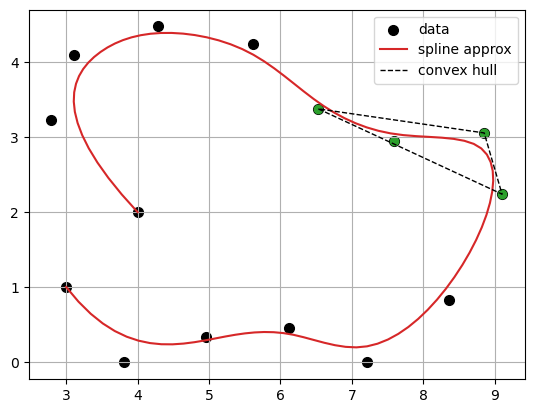 data
spline approx
convex hull
4
3
2
1
0
3 4 5 6 7 8 9